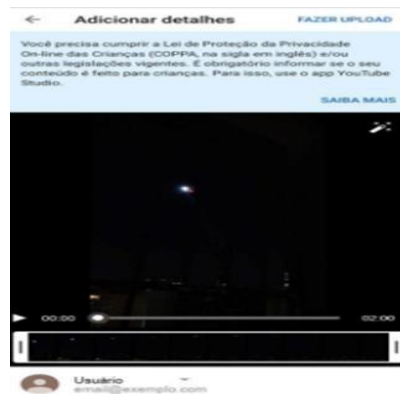 Adicionar detalhes
FAZER UPLOAD
Você precisa cumprir a Lei de Proteção da Privacidade
On-line das Crianças (COPPA, na sigla em inglês) e/ou
outras legislações vigentes. É obrigatório informar se o seu
conteúdo é feito para crianças. Para isso, use o app YouTube
Studio.
SAIBA MAIS
00:00
02:00
Usuário
email@exemplo.com